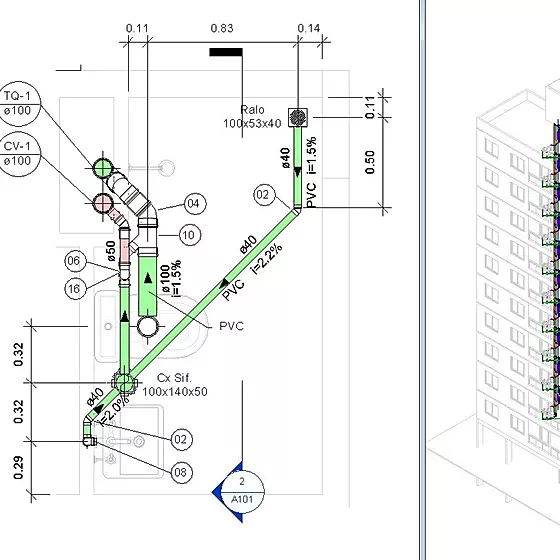 0.11
0.83
0.14
TQ-1
ø100
CV-1
ø100
Ralo
100x53x40
0.11
0.50
ø40
i=1.5%
PVC
02
04
10
ø50
06
16
ø100
i=1.5%
ø40
i=2.2%
PVC
PVC
0.32
Cx Sif.
100x140x50
ø40
i=2.0%
0.32
02
08
0.29
2
A101